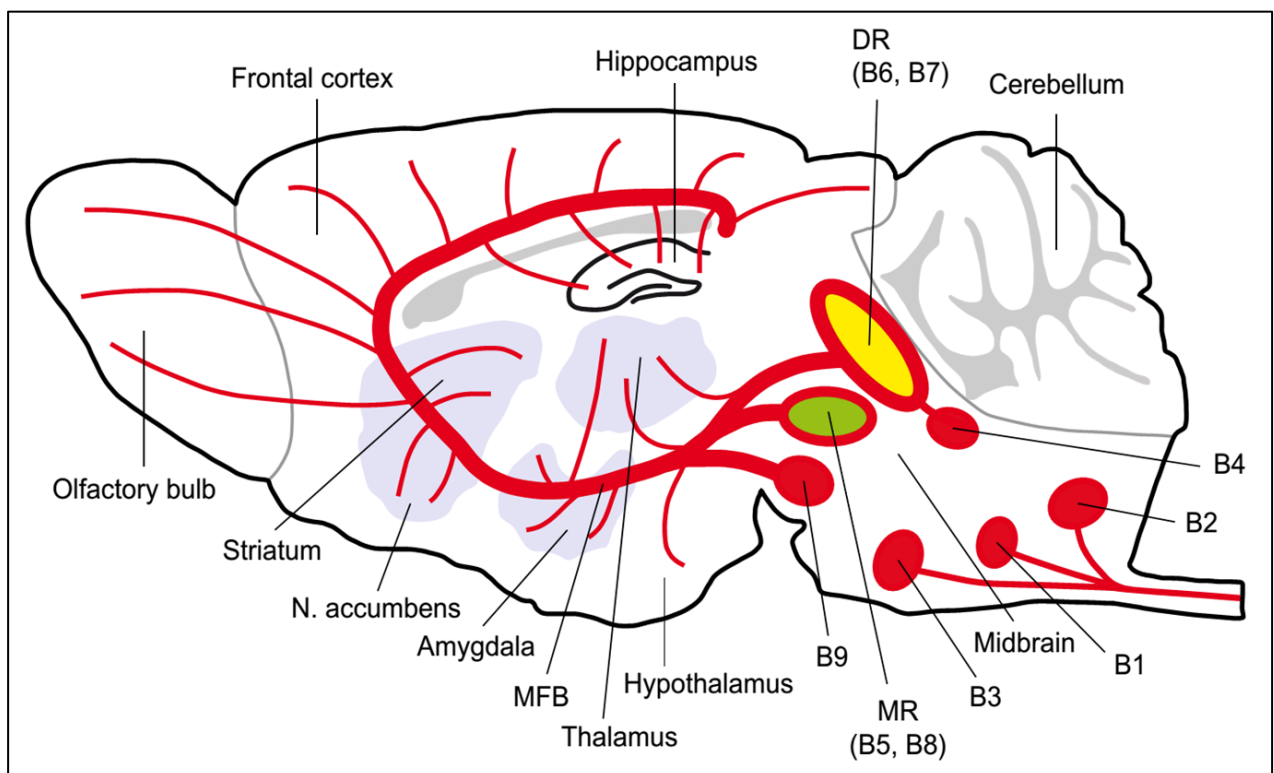 DR
(B6, B7)
Hippocampus
Frontal cortex
Cerebellum
Olfactory bulb
B4
B2
Striatum
N. accumbens
Amygdala
MFB
Hypothalamus
Thalamus
B9
Midbrain
B1
B3
MR
(B5, B8)